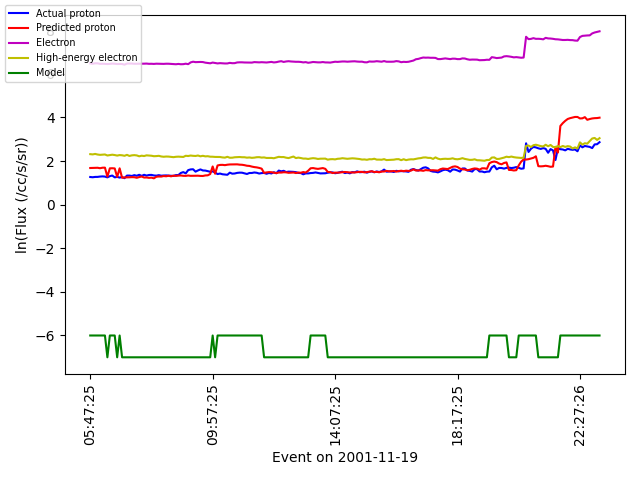 Actual proton
Predicted proton
Electron
High-energy electron
Model
ln(Flux (/cc/s/sr))
4
2
0
−2
−4
−6
05:47:25
09:57:25
14:07:25
18:17:25
22:27:26
Event on 2001-11-19